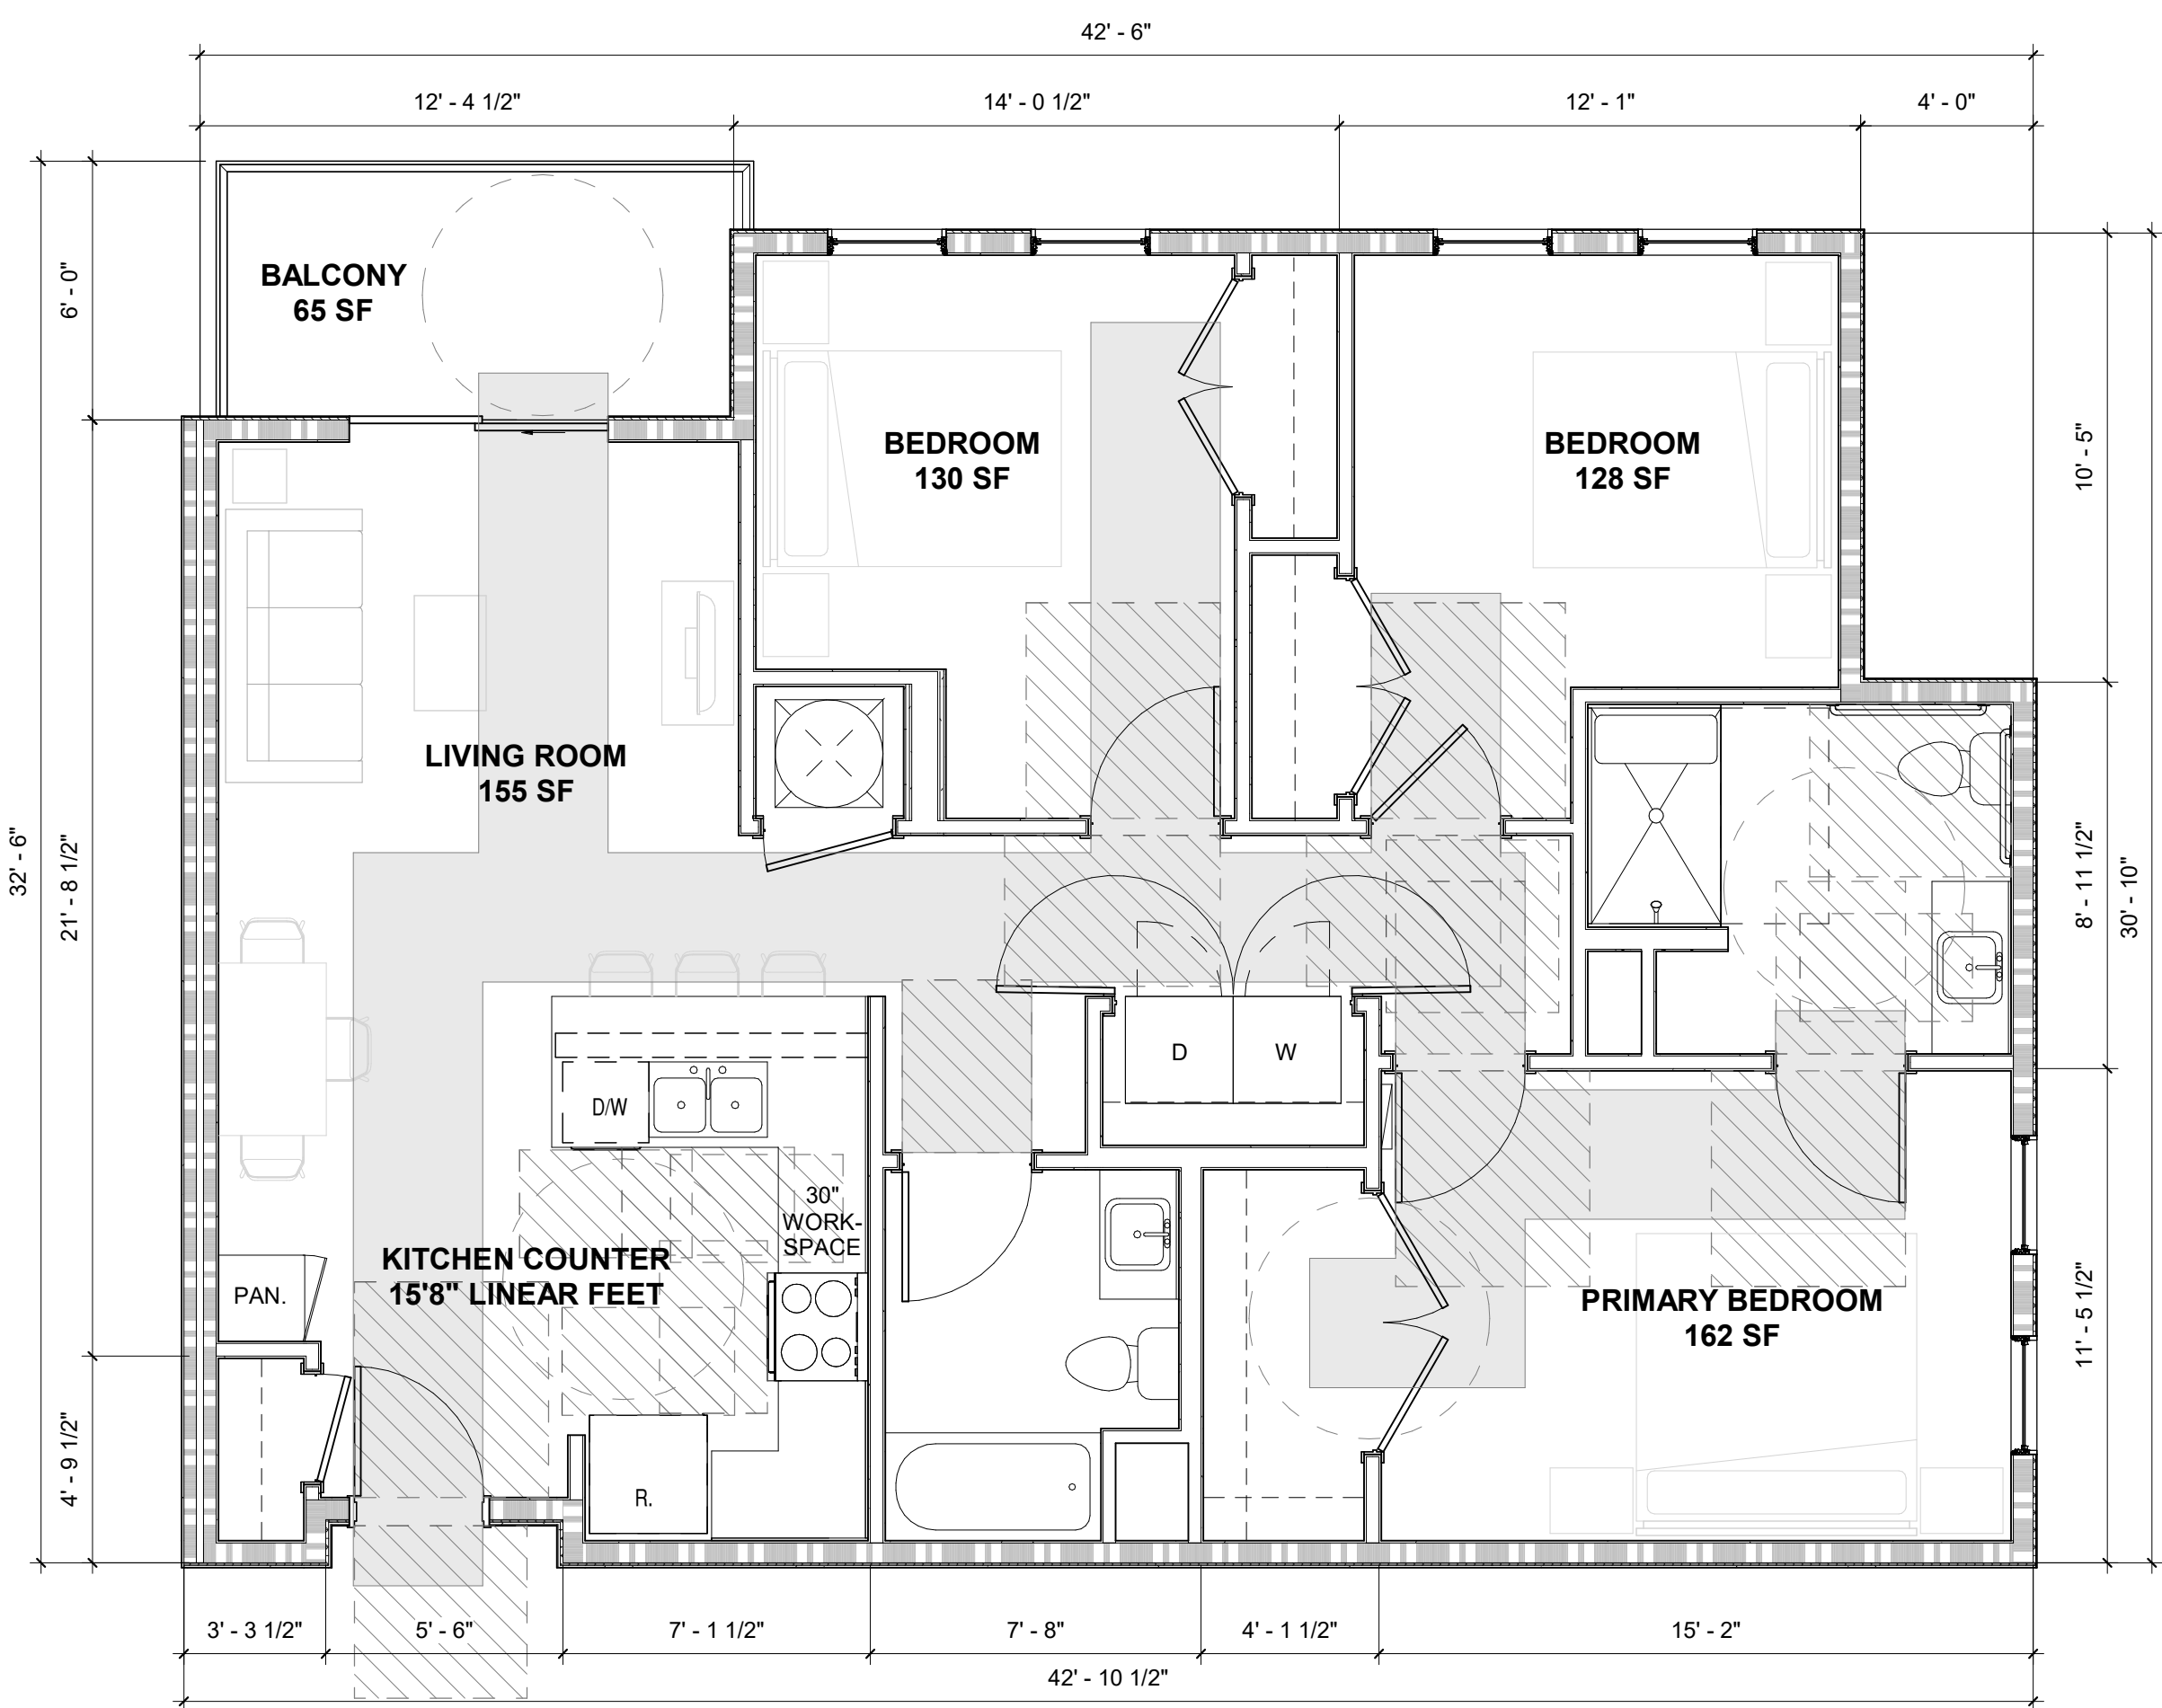 42' - 6"
12' - 4 1/2"
14' - 0 1/2"
12' - 1"
4' - 0"
BALCONY
65 SF
6' - 0"
BEDROOM
130 SF
BEDROOM
128 SF
10' - 5"
LIVING ROOM
155 SF
32' - 6"
21' - 8 1/2"
8' - 11 1/2"
30' - 10"
D
W
D/W
30"
WORK-
SPACE
KITCHEN COUNTER
15'8" LINEAR FEET
PAN.
PRIMARY BEDROOM
162 SF
11' - 5 1/2"
4' - 9 1/2"
R.
3' - 3 1/2"
5' - 6"
7' - 1 1/2"
7' - 8"
4' - 1 1/2"
15' - 2"
42' - 10 1/2"